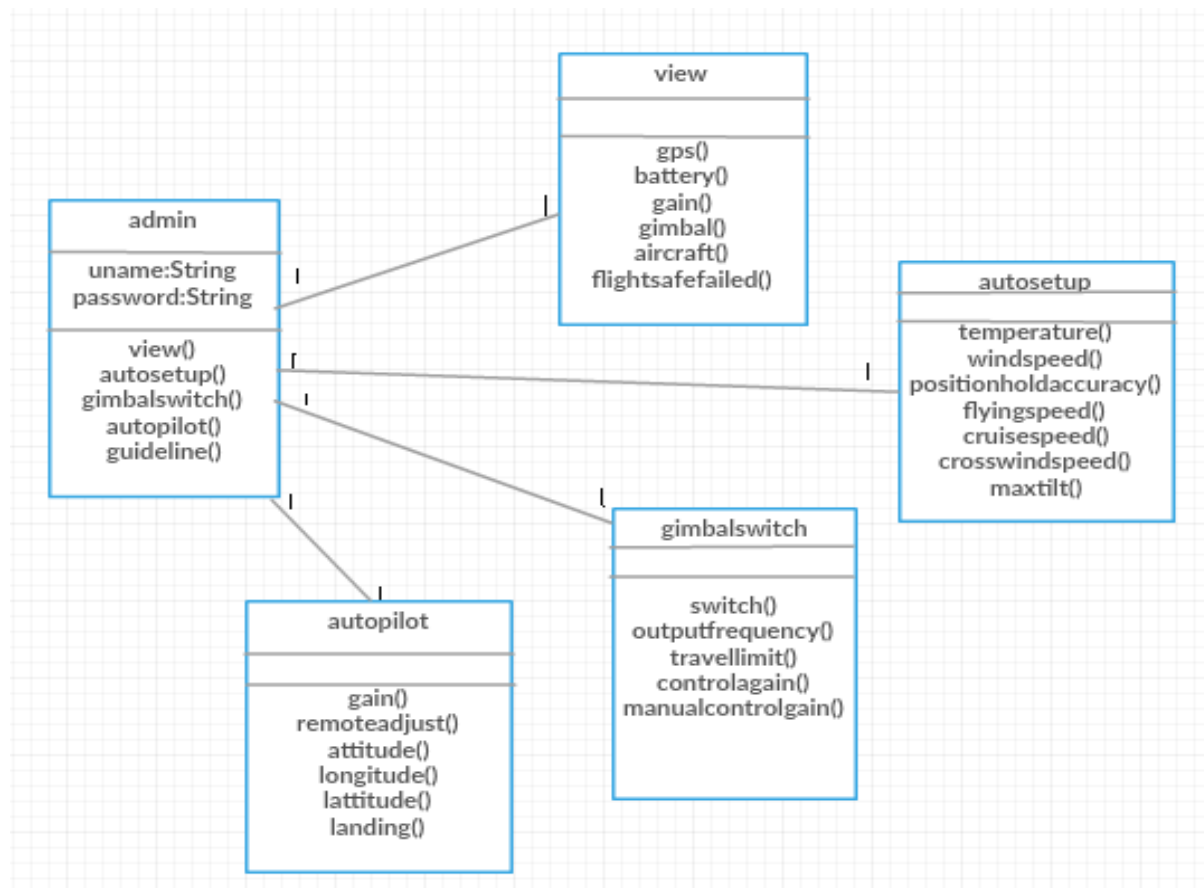 view
gps()
battery()
gain()
gimbal()
aircraft()
flightsafefailed()
admin
uname:String
password:String
view()
autosetup()
gimbalswitch()
autopilot()
guideline()
autosetup
temperature()
windspeed()
positionholdaccuracy()
flyingspeed()
cruisespeed()
crosswindspeed()
maxtilt()
gimbalswitch
switch()
outputfrequency()
travellimit()
controlagain()
manualcontrolgain()
autopilot
gain()
remoteadjust()
attitude()
longitude()
lattitude()
landing()